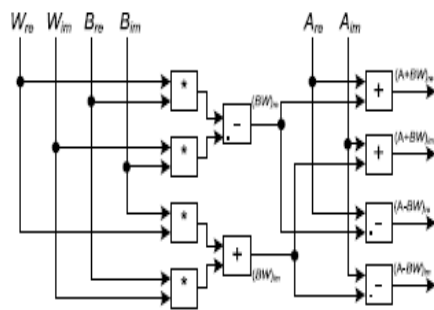 W_re W_im B_re B_im A_re A_im
* (A+BW)_re
+
* (BW)_re
-
(A+BW)_im
+
* (A-BW)_re
-
+ (BW)_im
* (A-BW)_im
-